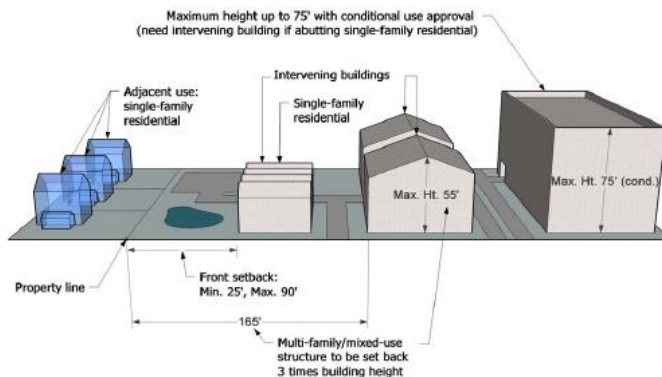 Maximum height up to 75' with conditional use approval
(need intervening building if abutting single-family residential)
Adjacent use:
single-family
residential
Intervening buildings
Single-family
residential
Max. Ht. 55'
Max. Ht. 75' (cond.)
Property line
Front setback:
Min. 25', Max. 90'
165'
Multi-family/mixed-use
structure to be set back
3 times building height